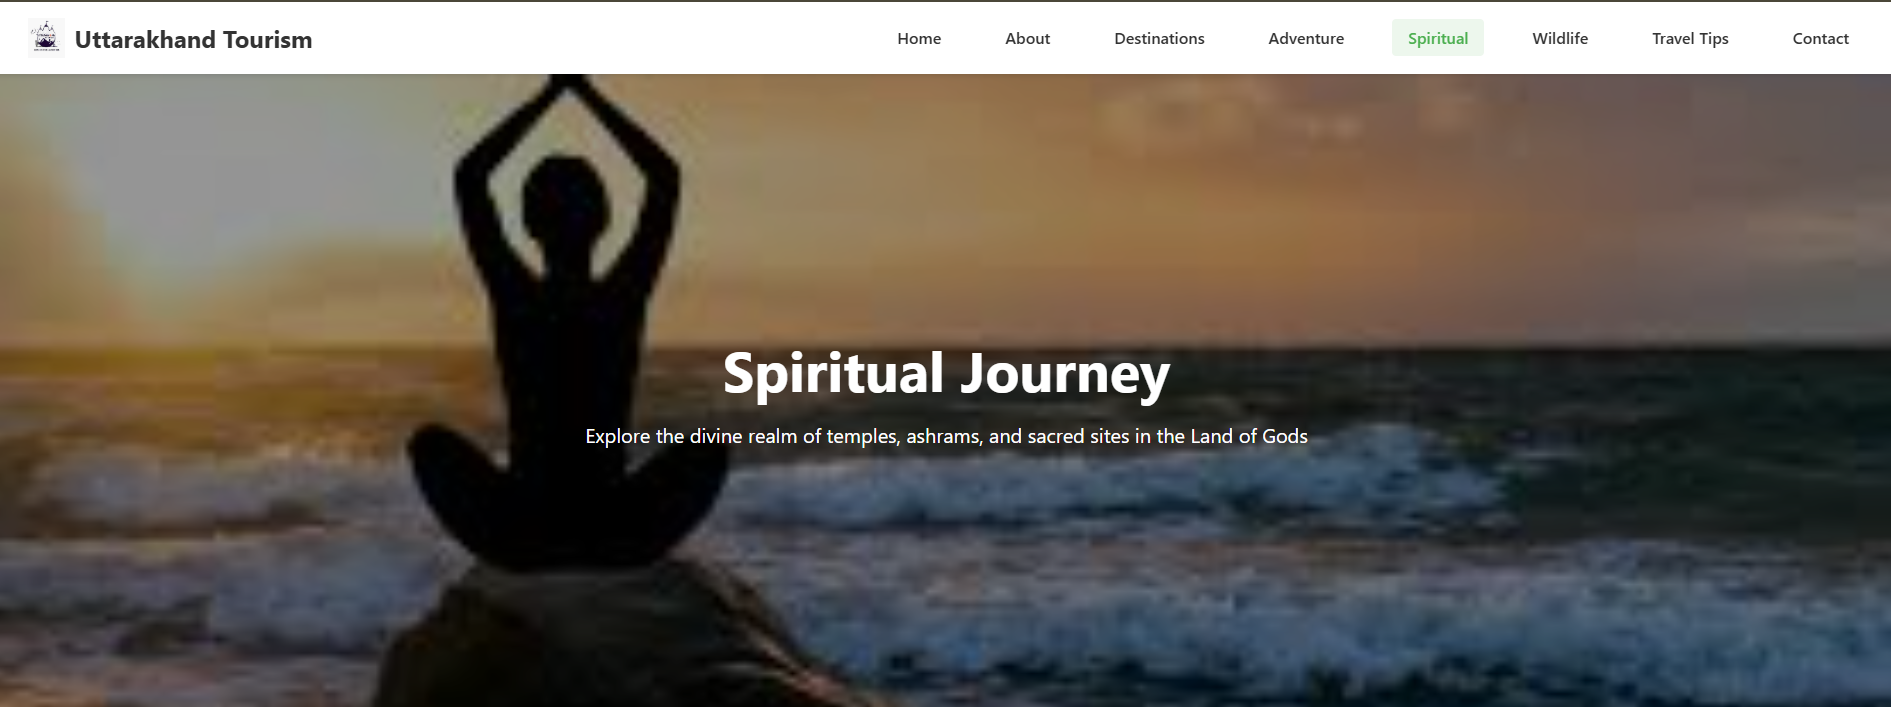 Uttarakhand Tourism
Home About Destinations Adventure Spiritual Wildlife Travel Tips Contact
Spiritual Journey
Explore the divine realm of temples, ashrams, and sacred sites in the Land of Gods